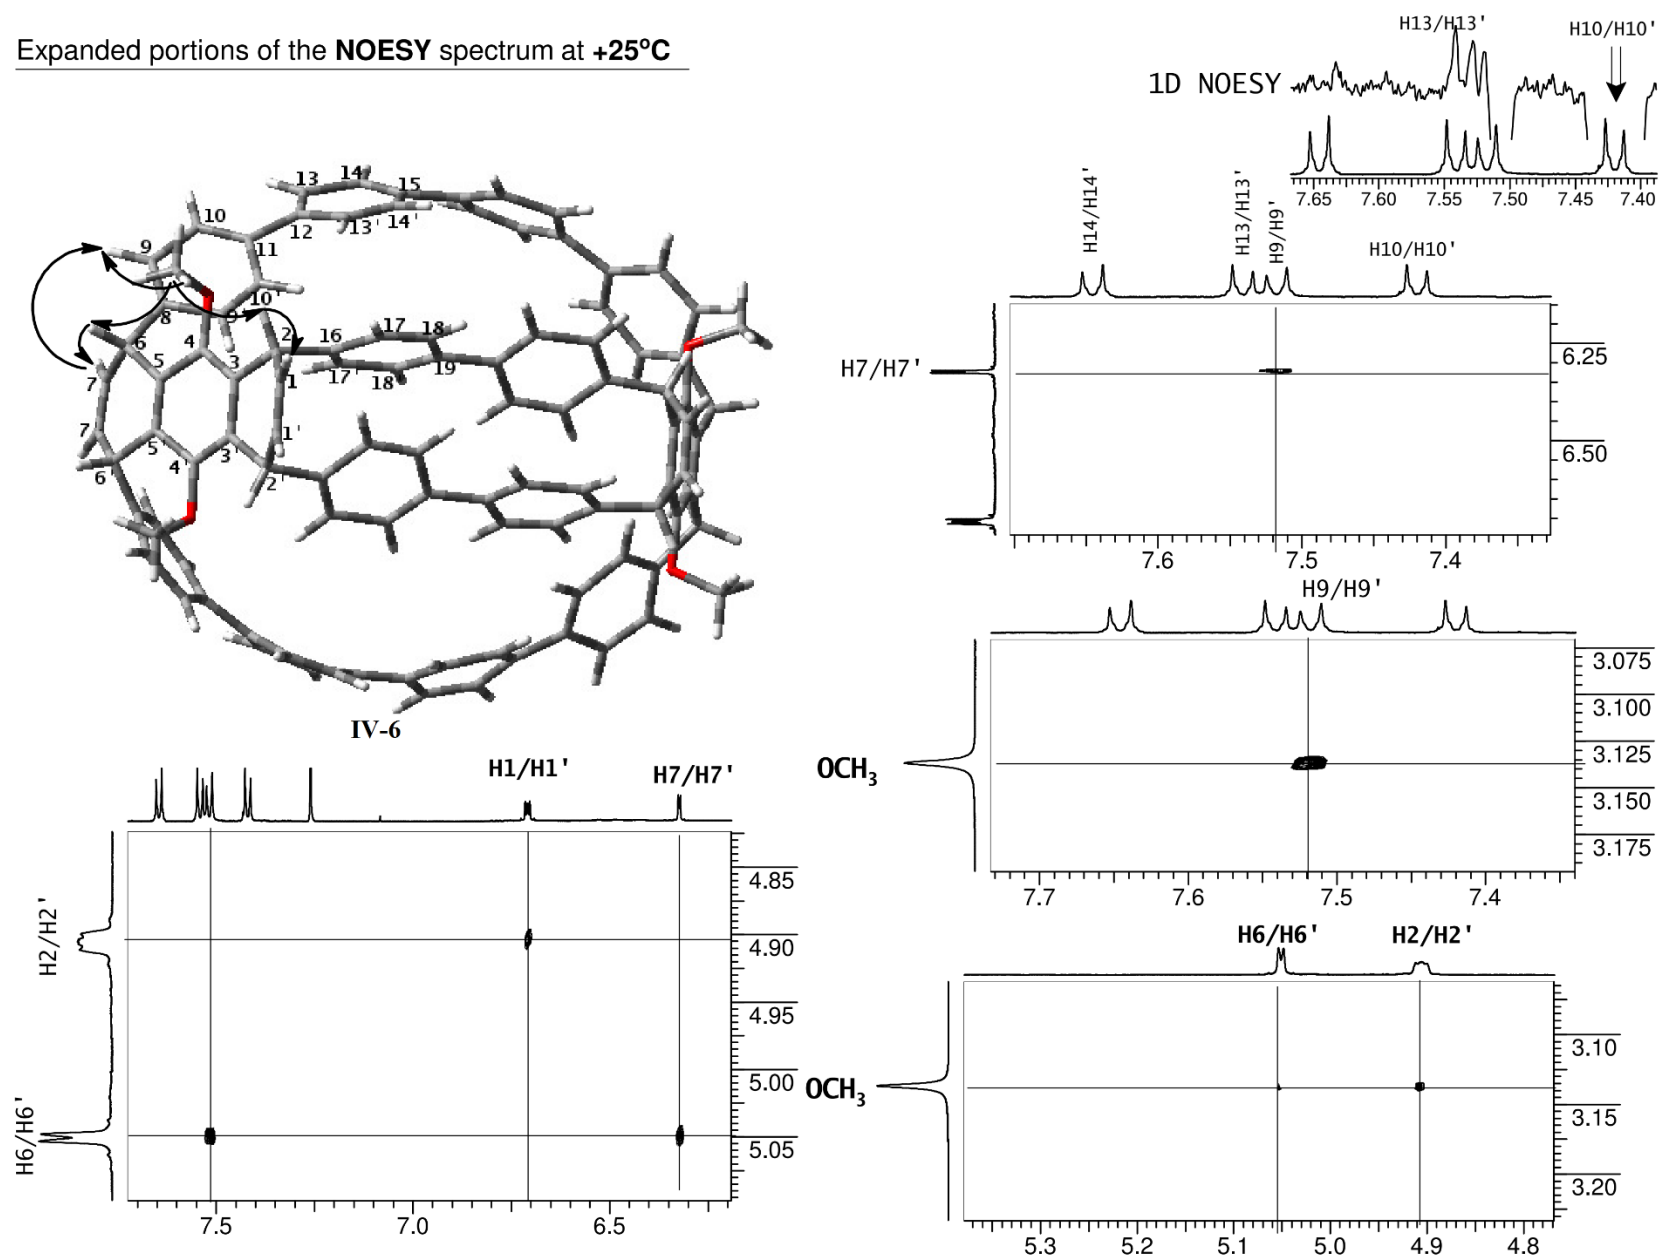 Expanded portions of the NOESY spectrum at +25°C
H13/H13'
H10/H10'
1D NOESY
7.65 7.60 7.55 7.50 7.45 7.40
13 14 15
10 12 13' 14'
9 11
10'
8 9' 2 16 17 18
6 4
5 3 1 17' 18' 19
7
7 1'
5' 3'
6' 4' 2'
IV-6
H14/H14'
H13/H13'
H9/H9'
H10/H10'
H7/H7'
6.25
6.50
7.6 7.5 7.4
H9/H9'
OCH3
3.075
3.100
3.125
3.150
3.175
7.7 7.6 7.5 7.4
H1/H1'
H7/H7'
H2/H2'
H6/H6'
4.85
4.90
4.95
5.00
5.05
7.5 7.0 6.5
H6/H6' H2/H2'
OCH3
3.10
3.15
3.20
5.3 5.2 5.1 5.0 4.9 4.8